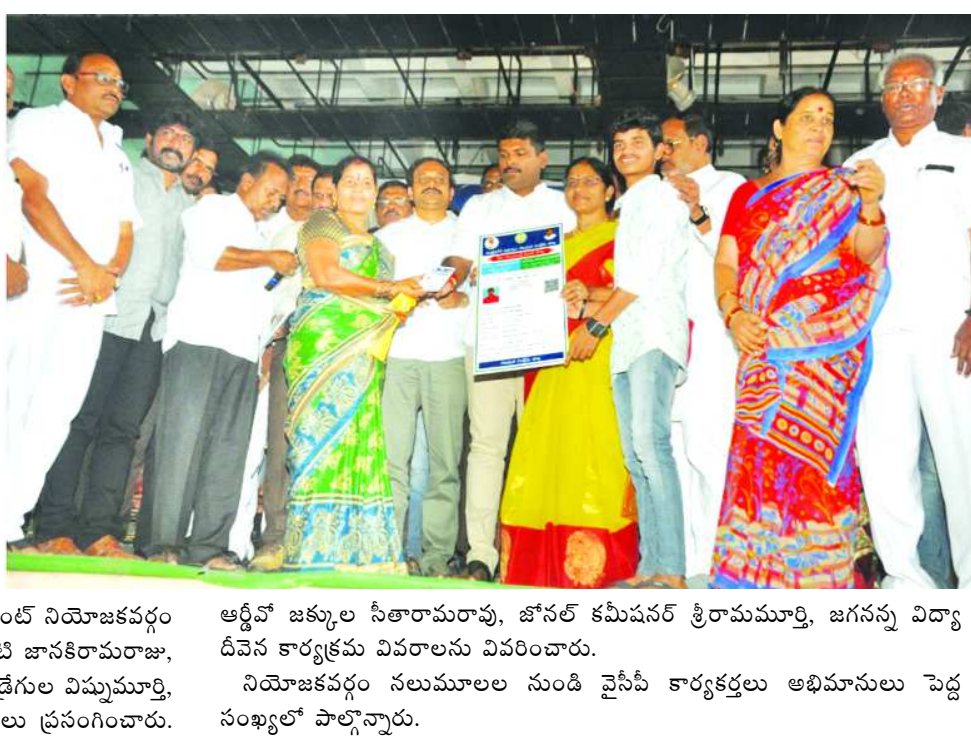 నియోజకవర్గం
జానకిరామరాజు,
విష్ణుమూర్తి,
ప్రసంగించారు.
ఆర్డీవో జక్కుల సీతారామరావు, జోనల్ కమీషనర్ శ్రీరామమూర్తి, జగనన్న విద్యా
దీవెన కార్యక్రమ వివరాలను వివరించారు.
నియోజకవర్గం నలుమూలల నుండి వైసీపీ కార్యకర్తలు అభిమానులు పెద్ద
సంఖ్యలో పాల్గొన్నారు.